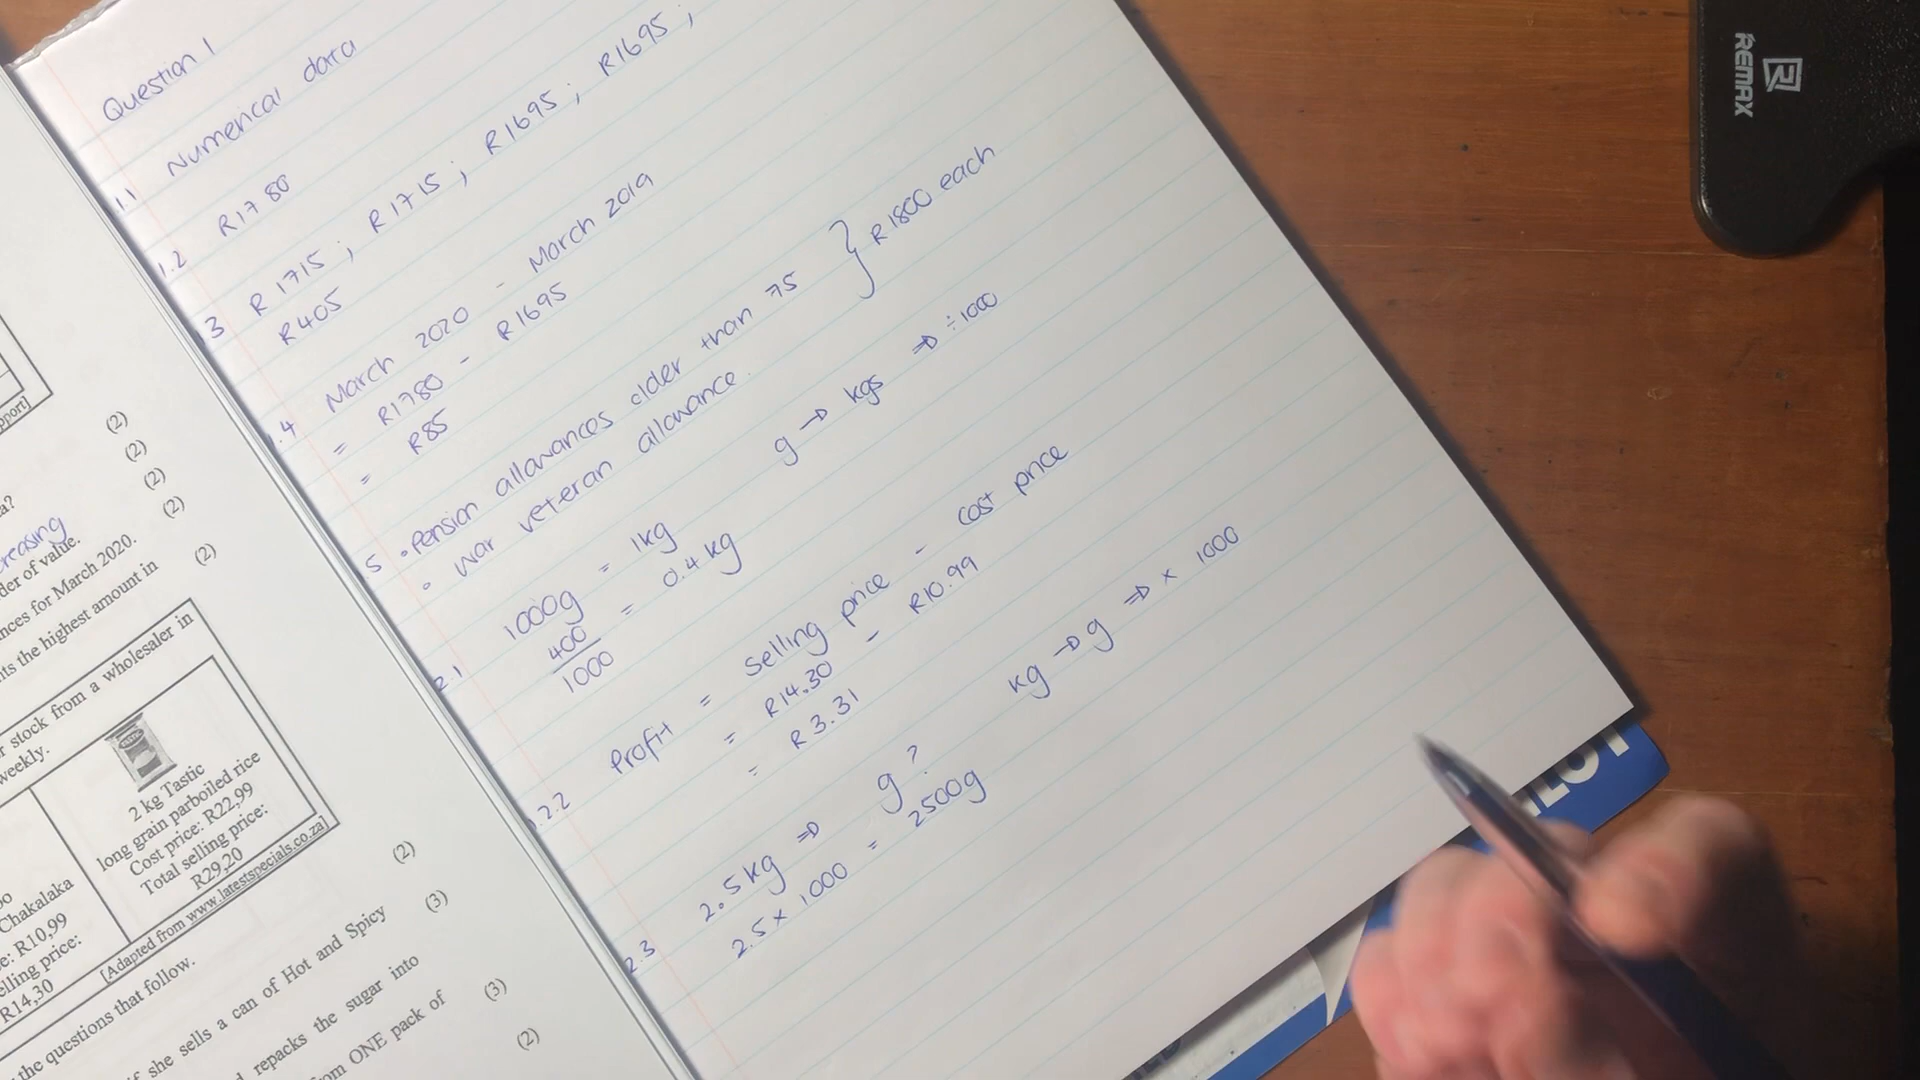 Question 1
1.1 Numerical data
1.2 R1780
.3 R1715 ; R1715 ; R1695 ; R1695 ;
R405
1.4 March 2020 - March 2019
= R1780 - R1695
= R85
.5 • Pension allowances older than 75 } R1800 each
• war veteran allowance.
2.1 1000g = 1kg g → kgs ⇒ ÷1000
400/1000 = 0.4kg
1.2.2 Profit = selling price - cost price
= R14.30 - R10.99
= R3.31
2.3 2.5kg ⇒ g? kg → g ⇒ × 1000
2.5 × 1000 = 2500g
pport]
(2)
(2)
(2)
a?
(2)
reasing
der of value.
nces for March 2020.
nts the highest amount in
(2)
r stock from a wholesaler in
weekly.
Chakalaka
e: R10,99
elling price:
R14,30
2 kg Tastic
long grain parboiled rice
Cost price: R22,99
Total selling price:
R29,20
[Adapted from www.latestspecials.co.za]
the questions that follow.
(2)
if she sells a can of Hot and Spicy
(3)
repacks the sugar into
om ONE pack of
(3)
(2)
REMAX